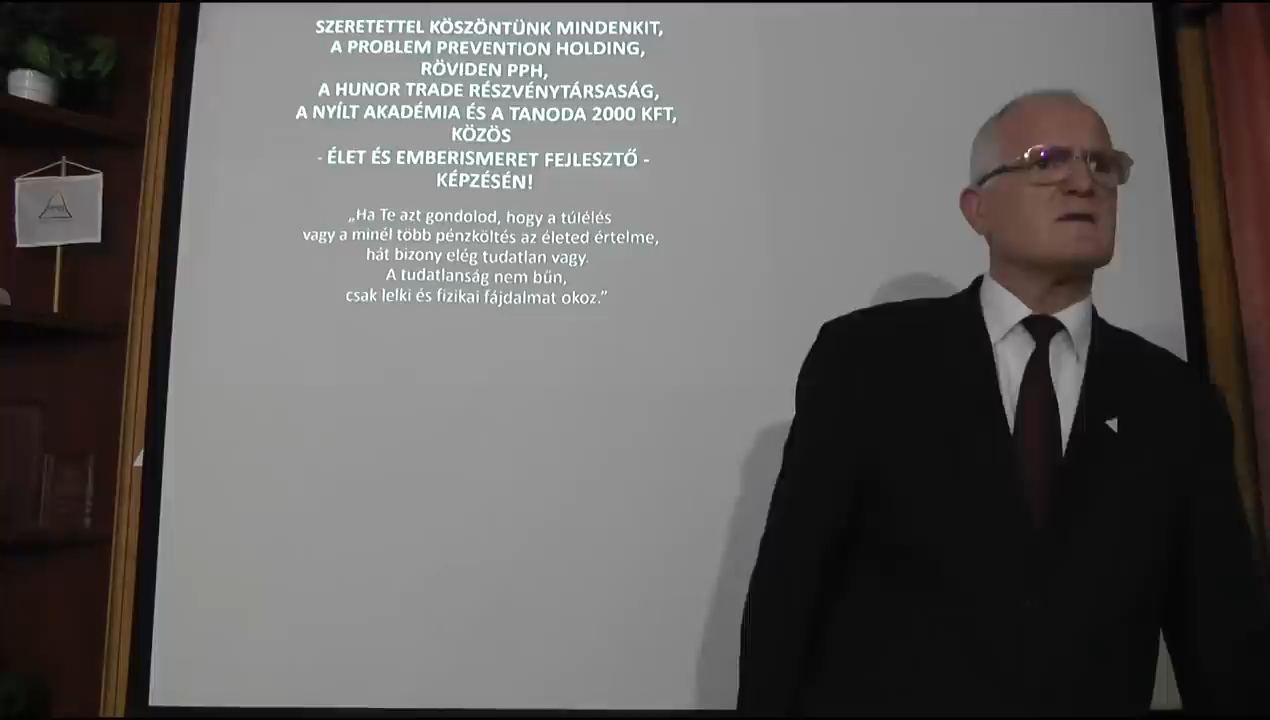 SZERETETTEL KÖSZÖNTÜNK MINDENKIT,
A PROBLEM PREVENTION HOLDING,
RÖVIDEN PPH,
A HUNOR TRADE RÉSZVÉNYTÁRSASÁG,
A NYÍLT AKADÉMIA ÉS A TANODA 2000 KFT,
KÖZÖS
- ÉLET ÉS EMBERISMERET FEJLESZTŐ -
KÉPZÉSÉN!
„Ha Te azt gondolod, hogy a túlélés
vagy a minél több pénzköltés az életed értelme,
hát bizony elég tudatlan vagy.
A tudatlanság nem bűn,
csak lelki és fizikai fájdalmat okoz.”